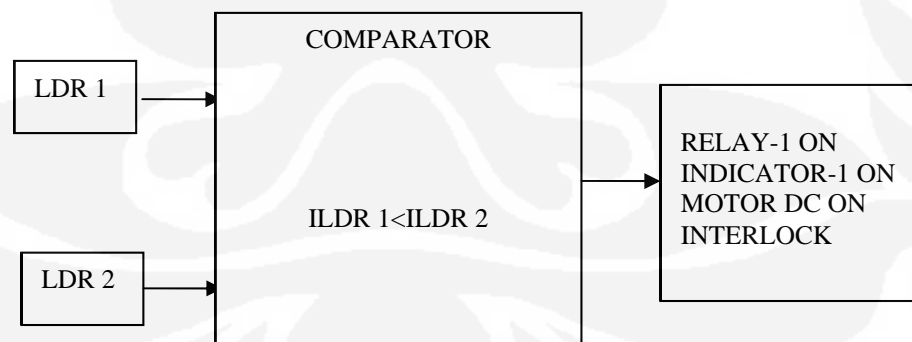 COMPARATOR
LDR 1
ILDR 1<ILDR 2
LDR 2
RELAY-1 ON
INDICATOR-1 ON
MOTOR DC ON
INTERLOCK